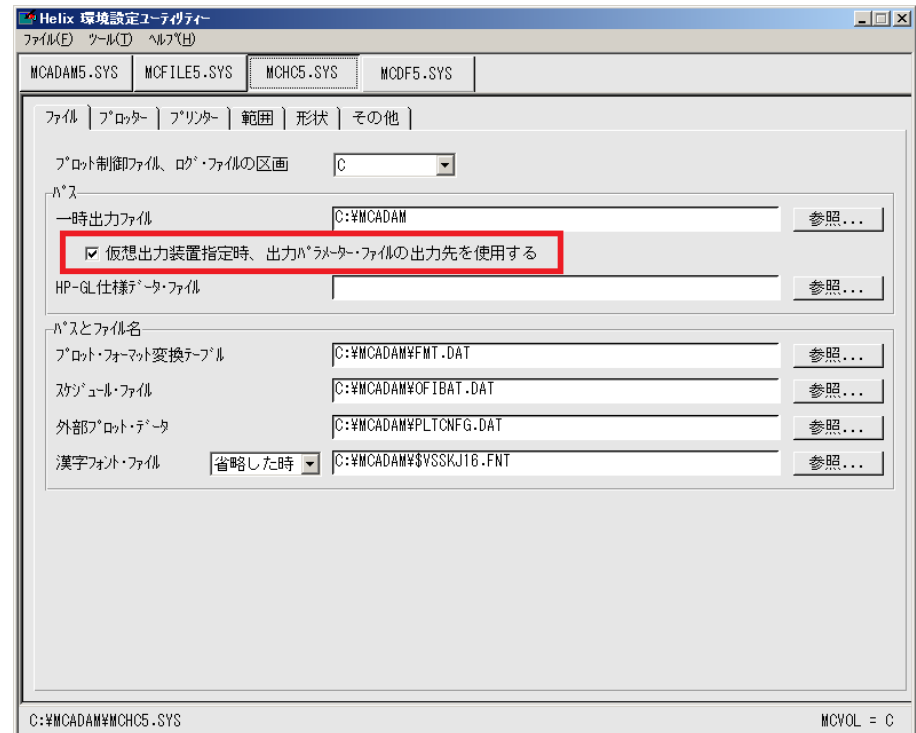 Helix 環境設定ユーティリティー
ファイル(F) ツール(T) ヘルプ(H)
MCADAM5.SYS MCFILE5.SYS MCHC5.SYS MCDF5.SYS
ファイル プロッター プリンター 範囲 形状 その他
プロット制御ファイル、ログ・ファイルの区画 C
パス
一時出力ファイル C:¥MCADAM 参照...
仮想出力装置指定時、出力パラメーター・ファイルの出力先を使用する
HP-GL仕様データ・ファイル 参照...
パスとファイル名
プロット・フォーマット変換テーブル C:¥MCADAM¥FMT.DAT 参照...
スケジュール・ファイル C:¥MCADAM¥OFIBAT.DAT 参照...
外部プロット・データ C:¥MCADAM¥PLTCNFG.DAT 参照...
漢字フォント・ファイル 省略した時 C:¥MCADAM¥$VSSKJ16.FNT 参照...
C:¥MCADAM¥MCHC5.SYS MCVOL = C